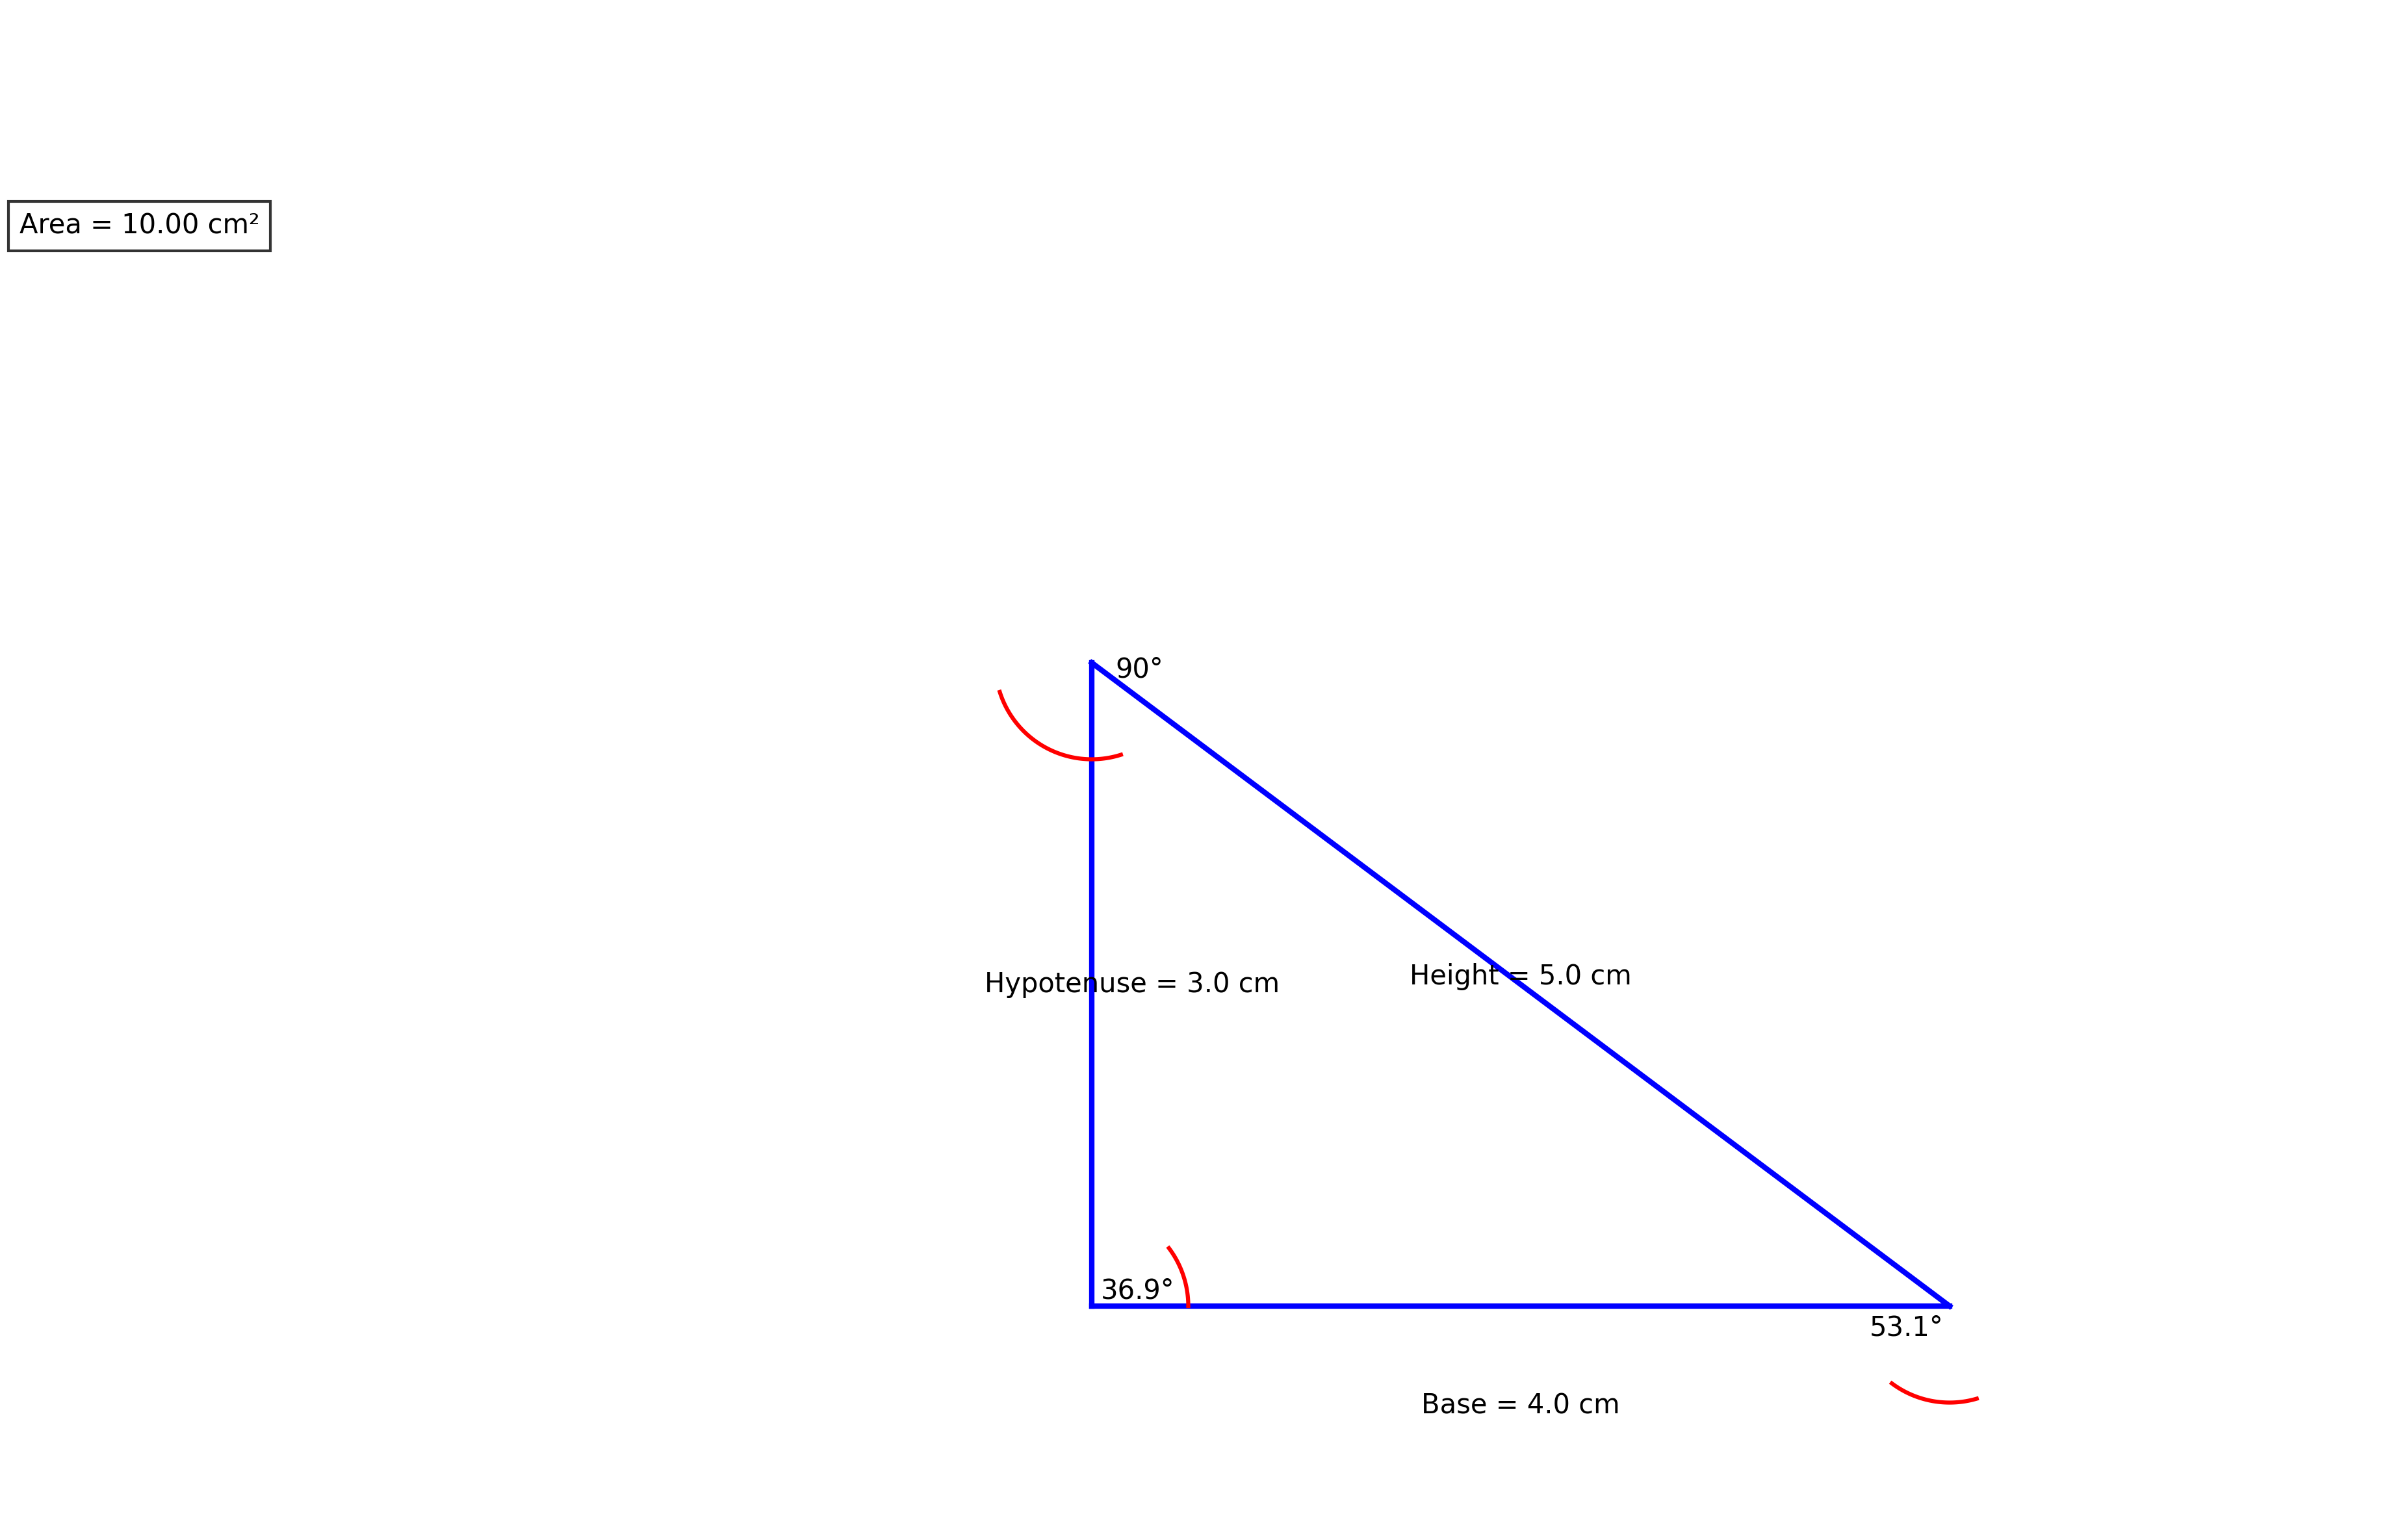 Area = 10.00 cm²
90°
Hypotenuse = 3.0 cm
Height = 5.0 cm
36.9°
53.1°
Base = 4.0 cm